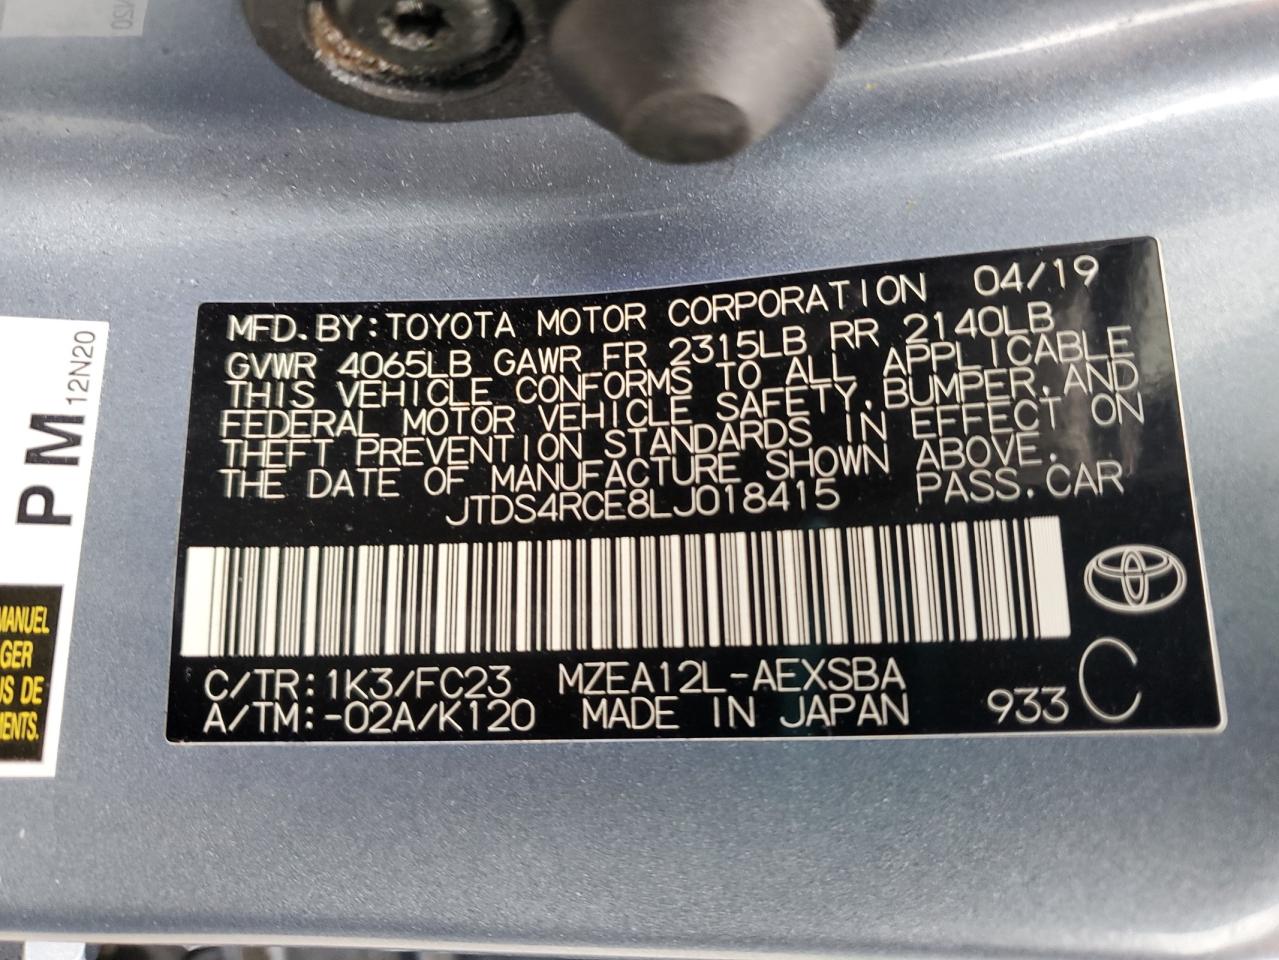 MFD. BY: TOYOTA MOTOR CORPORATION 04/19
GVWR 4065LB GAWR FR 2315LB RR 2140LB
THIS VEHICLE CONFORMS TO ALL APPLICABLE
FEDERAL MOTOR VEHICLE SAFETY, BUMPER, AND
THEFT PREVENTION STANDARDS IN EFFECT ON
THE DATE OF MANUFACTURE SHOWN ABOVE.
JTDS4RCE8LJ018415 PASS. CAR
C/TR: 1K3/FC23 MZEA12L-AEXSBA
A/TM: -02A/K120 MADE IN JAPAN 933 C
P M 12N20
MANUEL
GER
US DE
MENTS.